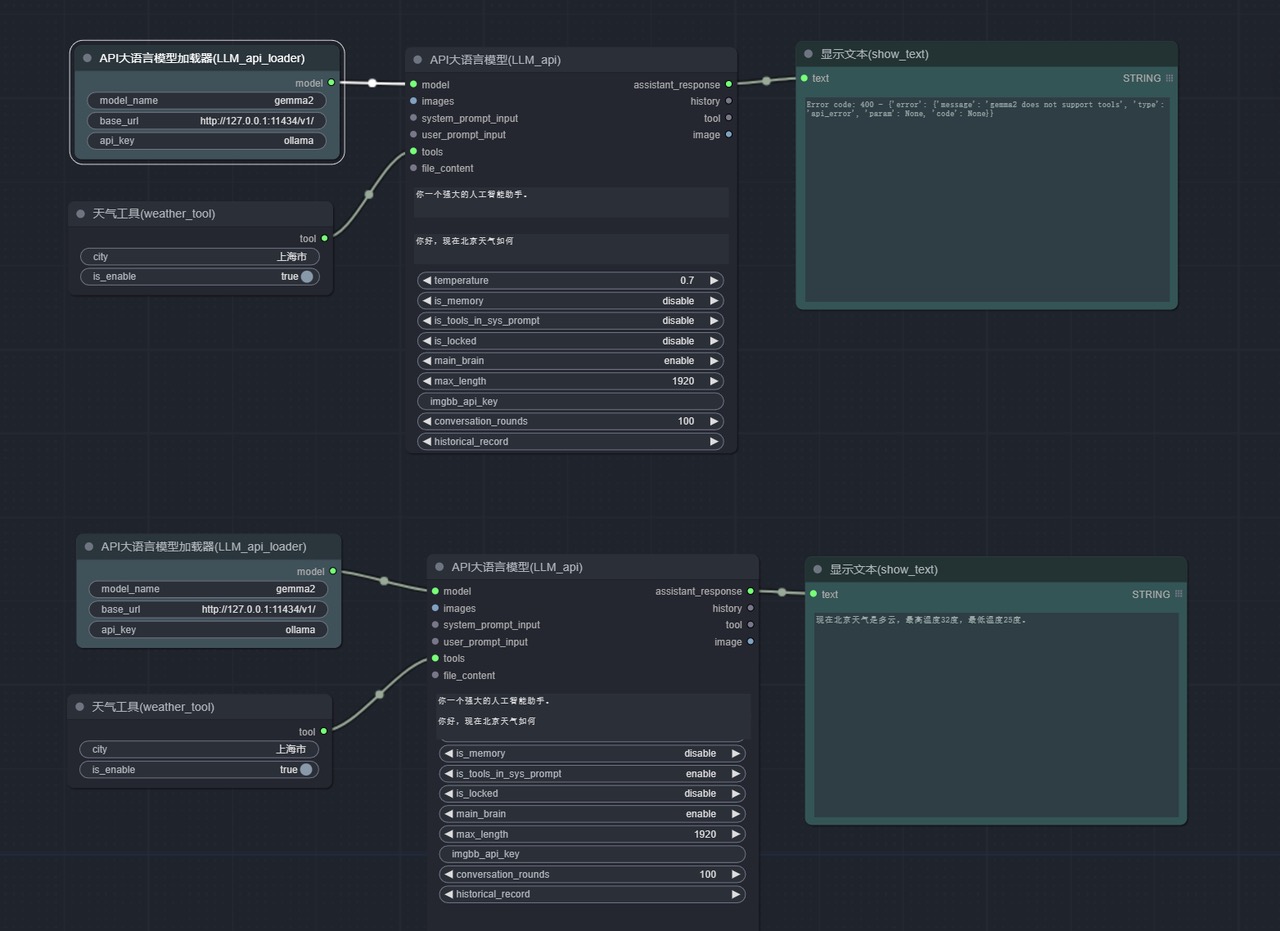 API大语言模型加载器(LLM_api_loader)
model
model_name gemma2
base_url http://127.0.0.1:11434/v1/
api_key ollama
天气工具(weather_tool)
tool
city 上海市
is_enable true
API大语言模型(LLM_api)
model assistant_response
images history
system_prompt_input tool
user_prompt_input image
tools
file_content
你一个强大的人工智能助手。
你好，现在北京天气如何
temperature 0.7
is_memory disable
is_tools_in_sys_prompt disable
is_locked disable
main_brain enable
max_length 1920
imgbb_api_key
conversation_rounds 100
historical_record
显示文本(show_text)
text STRING
Error code: 400 - {'error': {'message': 'gemma2 does not support tools', 'type':
'api_error', 'param': None, 'code': None}}
API大语言模型加载器(LLM_api_loader)
model
model_name gemma2
base_url http://127.0.0.1:11434/v1/
api_key ollama
天气工具(weather_tool)
tool
city 上海市
is_enable true
API大语言模型(LLM_api)
model assistant_response
images history
system_prompt_input tool
user_prompt_input image
tools
file_content
你一个强大的人工智能助手。
你好，现在北京天气如何
is_memory disable
is_tools_in_sys_prompt enable
is_locked disable
main_brain enable
max_length 1920
imgbb_api_key
conversation_rounds 100
historical_record
显示文本(show_text)
text STRING
现在北京天气是多云，最高温度32度，最低温度25度。